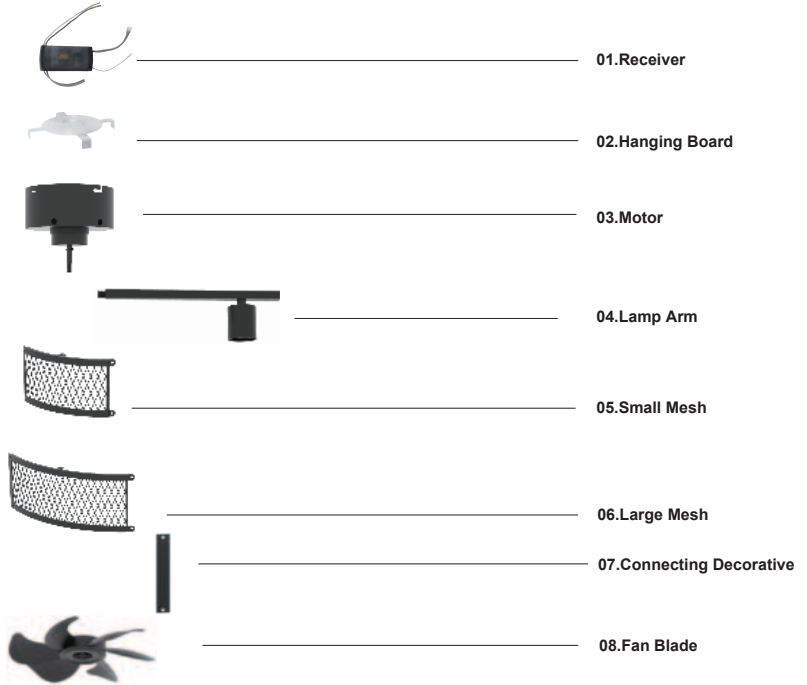 01.Receiver
02.Hanging Board
03.Motor
04.Lamp Arm
05.Small Mesh
06.Large Mesh
07.Connecting Decorative
08.Fan Blade